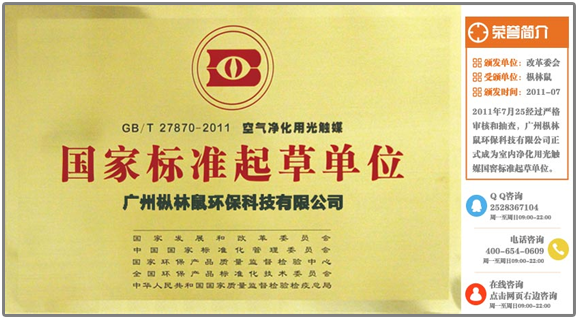 GB/T 27870-2011 空气净化用光触媒
国家标准起草单位
广州枞林鼠环保科技有限公司
国家发展和改革委员会
中国国家标准化管理委员会
国家环保产品质量监督检验中心
全国环保产品标准化技术委员会
中华人民共和国国家质量监督检验检疫总局
荣誉简介
颁发单位：改革委会
受颁单位：枞林鼠
颁发时间：2011-07
2011年7月25经过严格
审核和抽查，广州枞林
鼠环保科技有限公司正
式成为室内净化用光触
媒国窖标准起草单位。
QQ咨询
2528367104
周一至周日09:00-22:00
电话咨询
400-654-0609
周一至周日09:00-22:00
在线咨询
点击网页右边咨询
周一至周日09:00-22:00